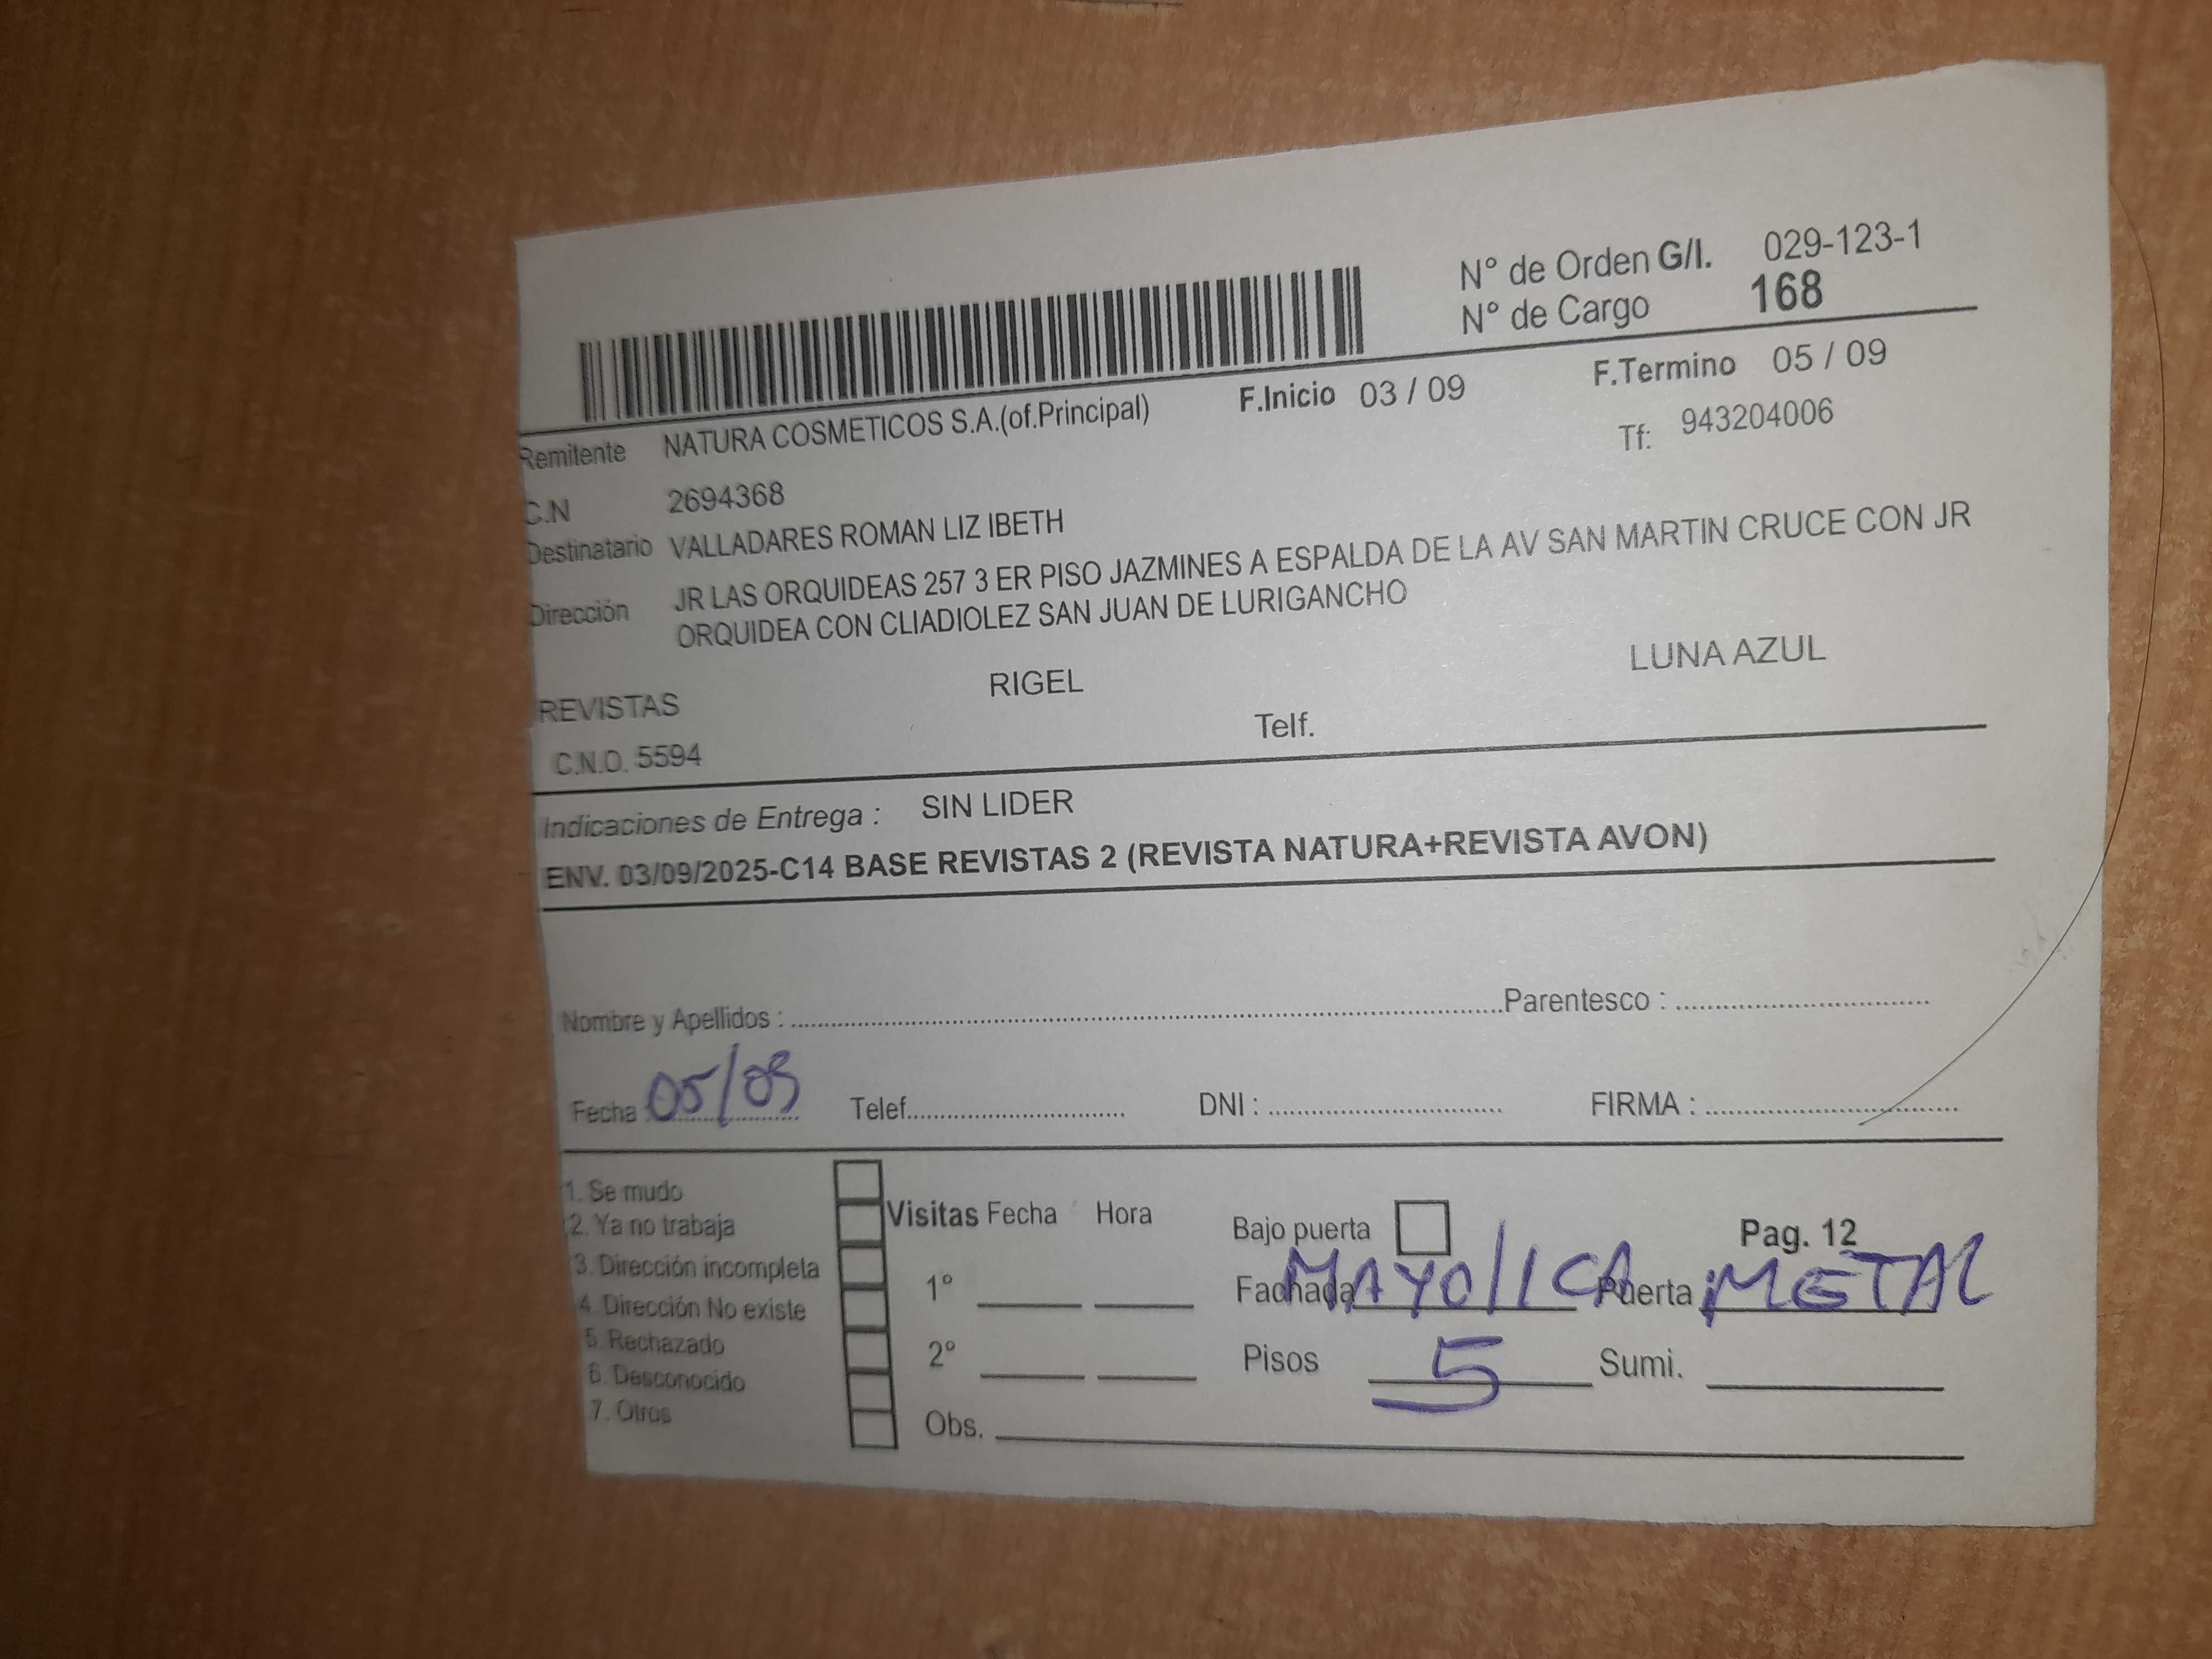 N° de Orden G/I. 029-123-1
N° de Cargo 168
F.Inicio 03 / 09 F.Termino 05 / 09
Remitente NATURA COSMETICOS S.A.(of.Principal) Tf: 943204006
C.N 2694368
Destinatario VALLADARES ROMAN LIZ IBETH
Dirección JR LAS ORQUIDEAS 257 3 ER PISO JAZMINES A ESPALDA DE LA AV SAN MARTIN CRUCE CON JR
ORQUIDEA CON CLIADIOLEZ SAN JUAN DE LURIGANCHO
REVISTAS RIGEL LUNA AZUL
C.N.O. 5594 Telf.
Indicaciones de Entrega : SIN LIDER
ENV. 03/09/2025-C14 BASE REVISTAS 2 (REVISTA NATURA+REVISTA AVON)
Nombre y Apellidos : Parentesco :
Fecha : 05/09 Telef. DNI : FIRMA :
1. Se mudo
2. Ya no trabaja
3. Dirección incompleta
4. Dirección No existe
5. Rechazado
6. Desconocido
7. Otros
Visitas Fecha Hora
1°
2°
Obs.
Bajo puerta Pag. 12
Fachada MAYOlICA Puerta METAL
Pisos 5 Sumi.